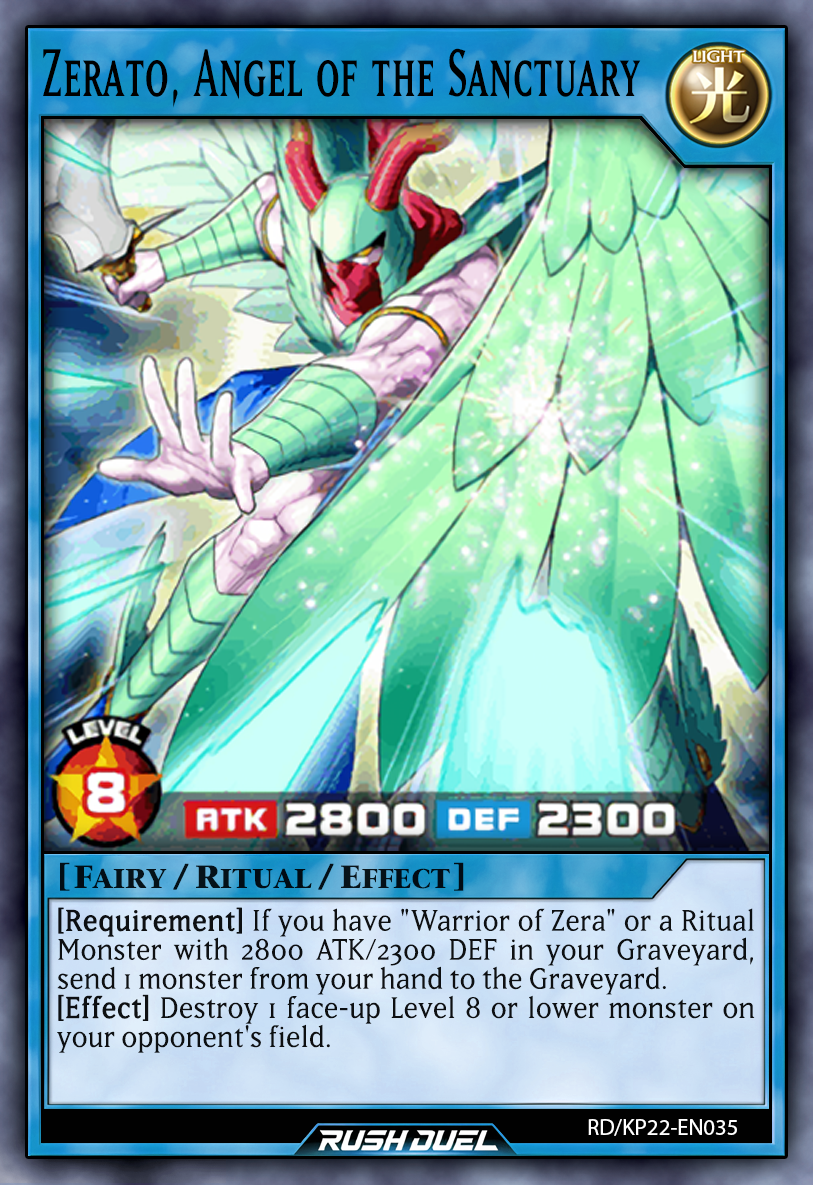 Zerato, Angel of the Sanctuary
LIGHT
光
LEVEL
8
ATK 2800 DEF 2300
[Fairy / Ritual / Effect]
[Requirement] If you have "Warrior of Zera" or a Ritual
Monster with 2800 ATK/2300 DEF in your Graveyard,
send 1 monster from your hand to the Graveyard.
[Effect] Destroy 1 face-up Level 8 or lower monster on
your opponent's field.
RD/KP22-EN035
RUSH DUEL